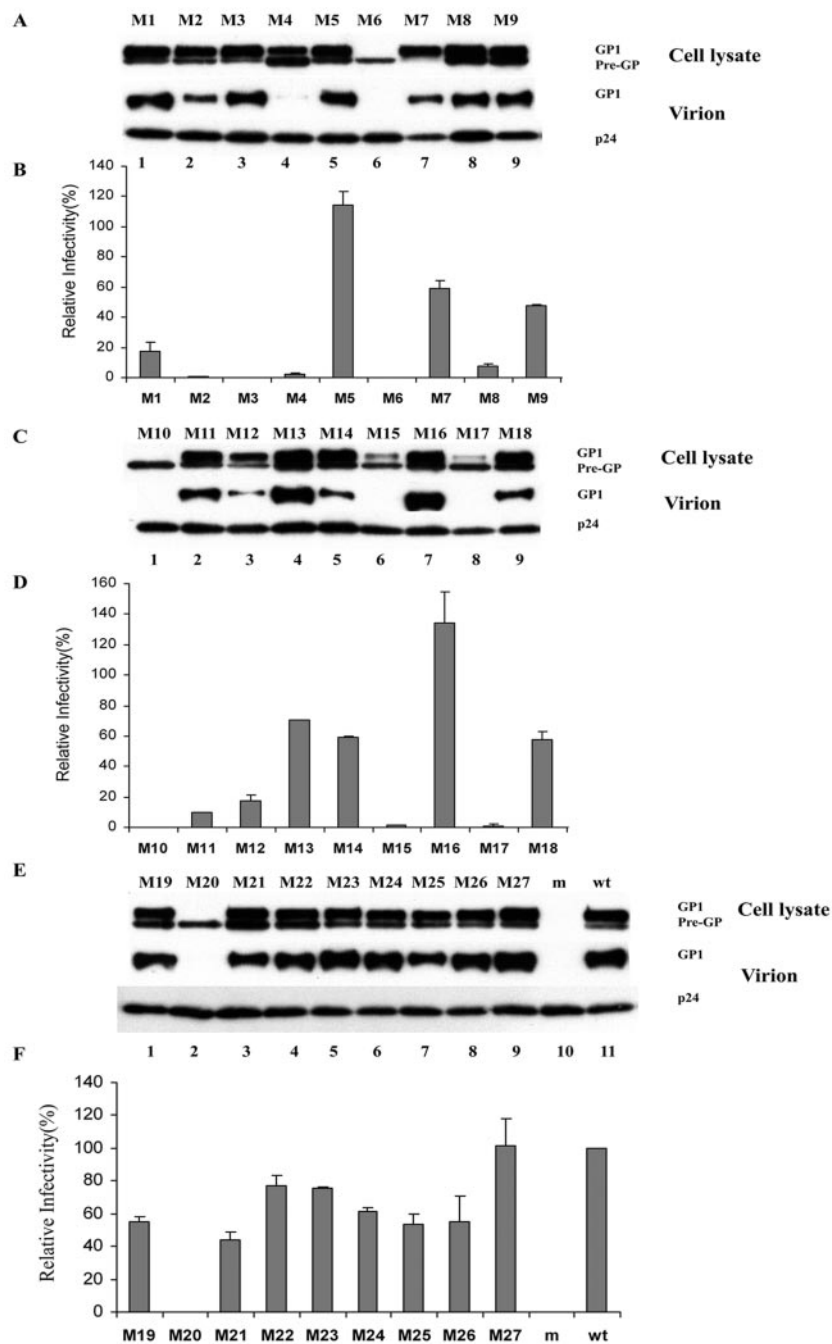 A
M1 M2 M3 M4 M5 M6 M7 M8 M9
GP1
Pre-GP
Cell lysate
GP1
Virion
p24
1 2 3 4 5 6 7 8 9
B
Relative Infectivity(%)
140
120
100
80
60
40
20
0
M1 M2 M3 M4 M5 M6 M7 M8 M9
C
M10 M11 M12 M13 M14 M15 M16 M17 M18
GP1
Pre-GP
Cell lysate
GP1
Virion
p24
1 2 3 4 5 6 7 8 9
D
Relative Infectivity(%)
160
140
120
100
80
60
40
20
0
M10 M11 M12 M13 M14 M15 M16 M17 M18
E
M19 M20 M21 M22 M23 M24 M25 M26 M27 m wt
GP1
Pre-GP
Cell lysate
GP1
Virion
p24
1 2 3 4 5 6 7 8 9 10 11
F
Relative Infectivity(%)
140
120
100
80
60
40
20
0
M19 M20 M21 M22 M23 M24 M25 M26 M27 m wt